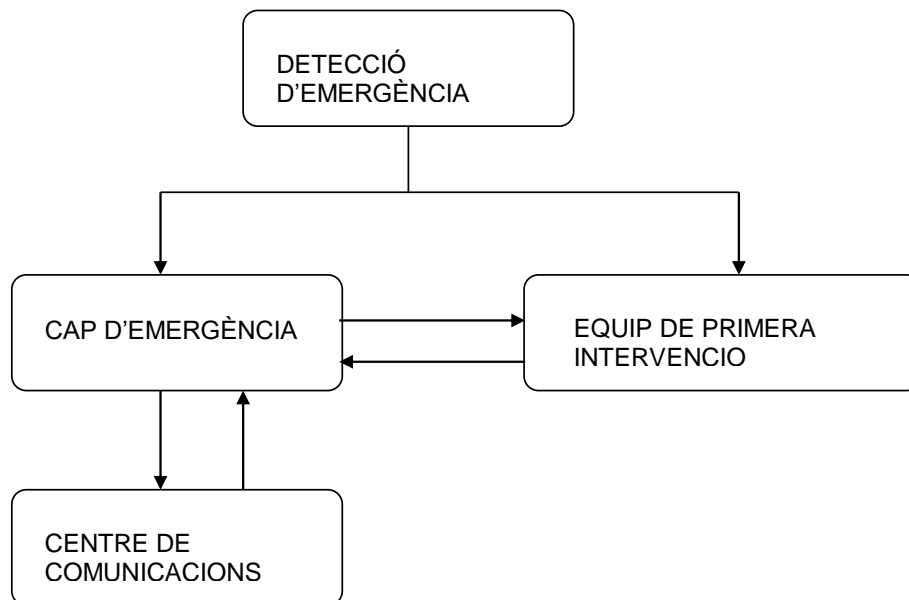 DETECCIÓ
D’EMERGÈNCIA
CAP D’EMERGÈNCIA
EQUIP DE PRIMERA
INTERVENCIO
CENTRE DE
COMUNICACIONS